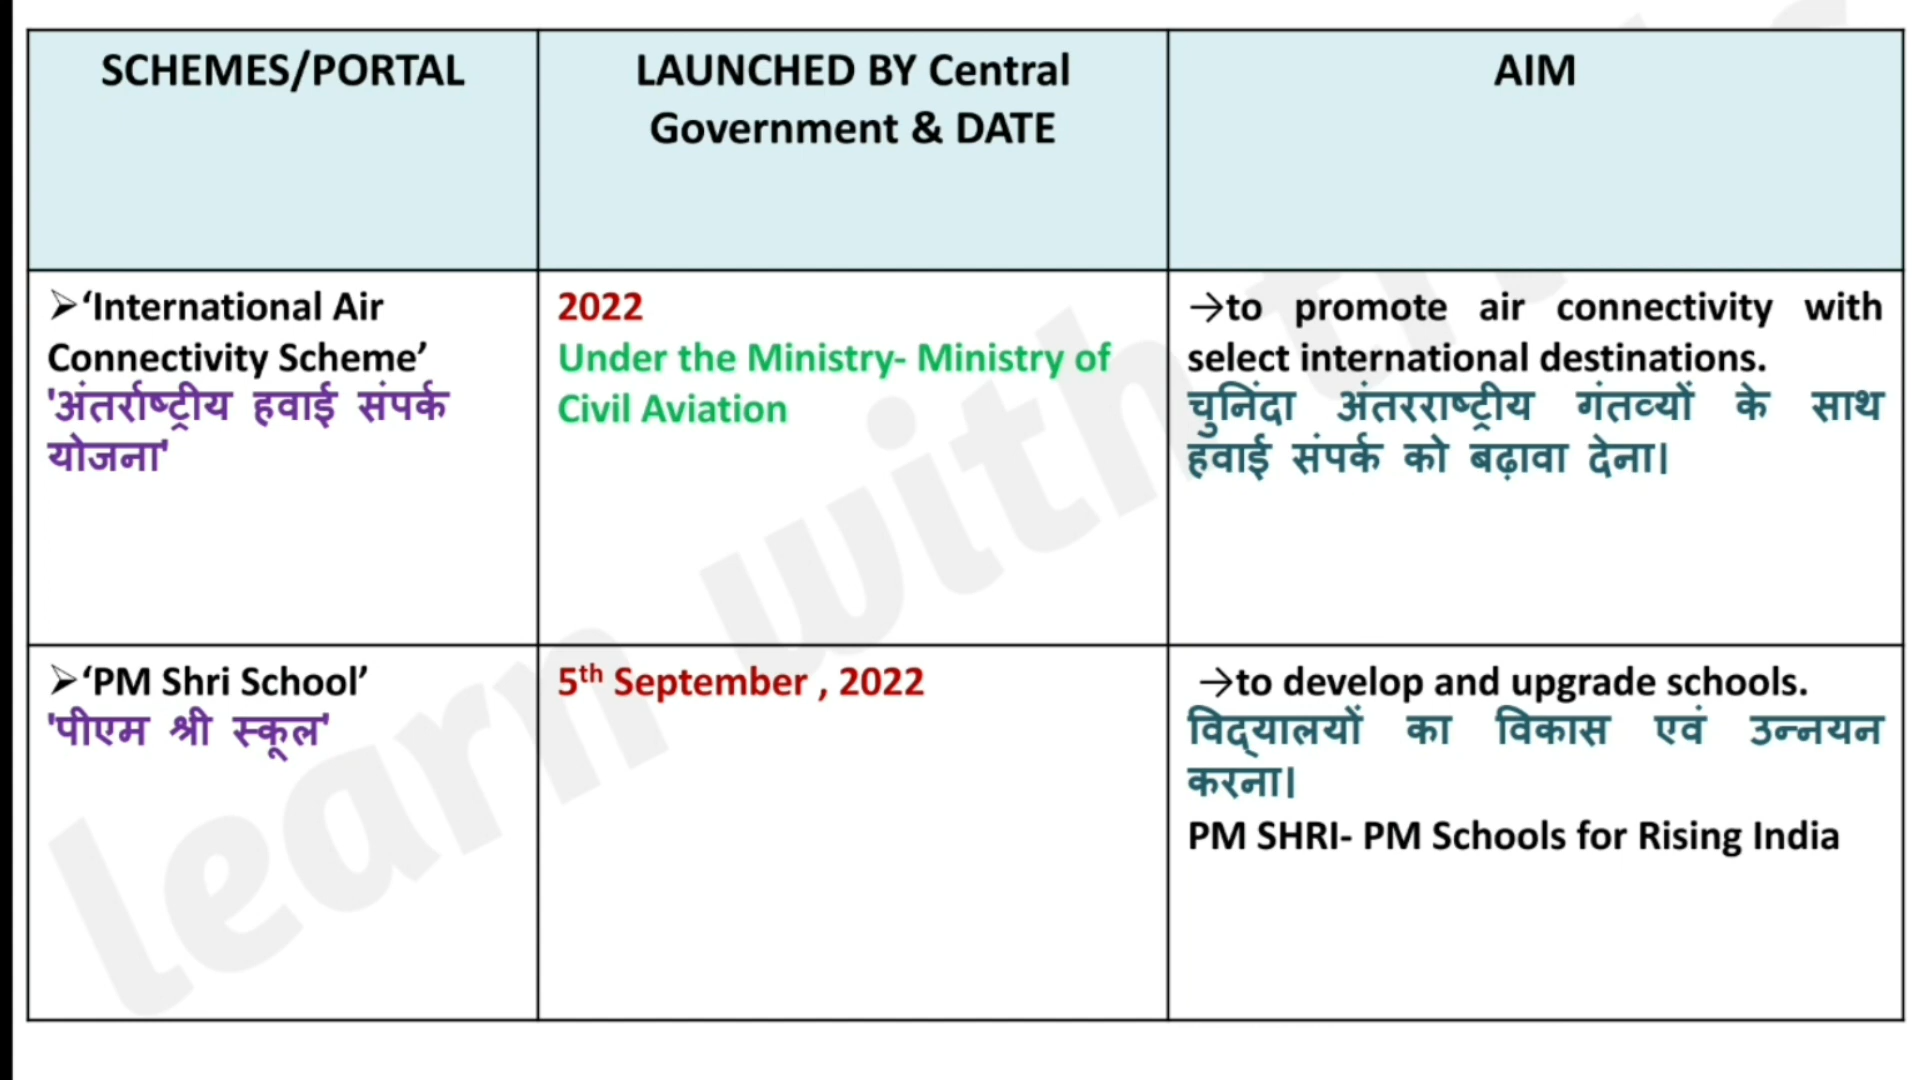 SCHEMES/PORTAL
LAUNCHED BY Central
Government & DATE
AIM
➢‘International Air
Connectivity Scheme’
'अंतर्राष्ट्रीय हवाई संपर्क
योजना'
2022
Under the Ministry- Ministry of
Civil Aviation
→to promote air connectivity with
select international destinations.
चुनिंदा अंतरराष्ट्रीय गंतव्यों के साथ
हवाई संपर्क को बढ़ावा देना।
➢‘PM Shri School’
'पीएम श्री स्कूल'
5th September , 2022
→to develop and upgrade schools.
विद्यालयों का विकास एवं उन्नयन
करना।
PM SHRI- PM Schools for Rising India
learn with